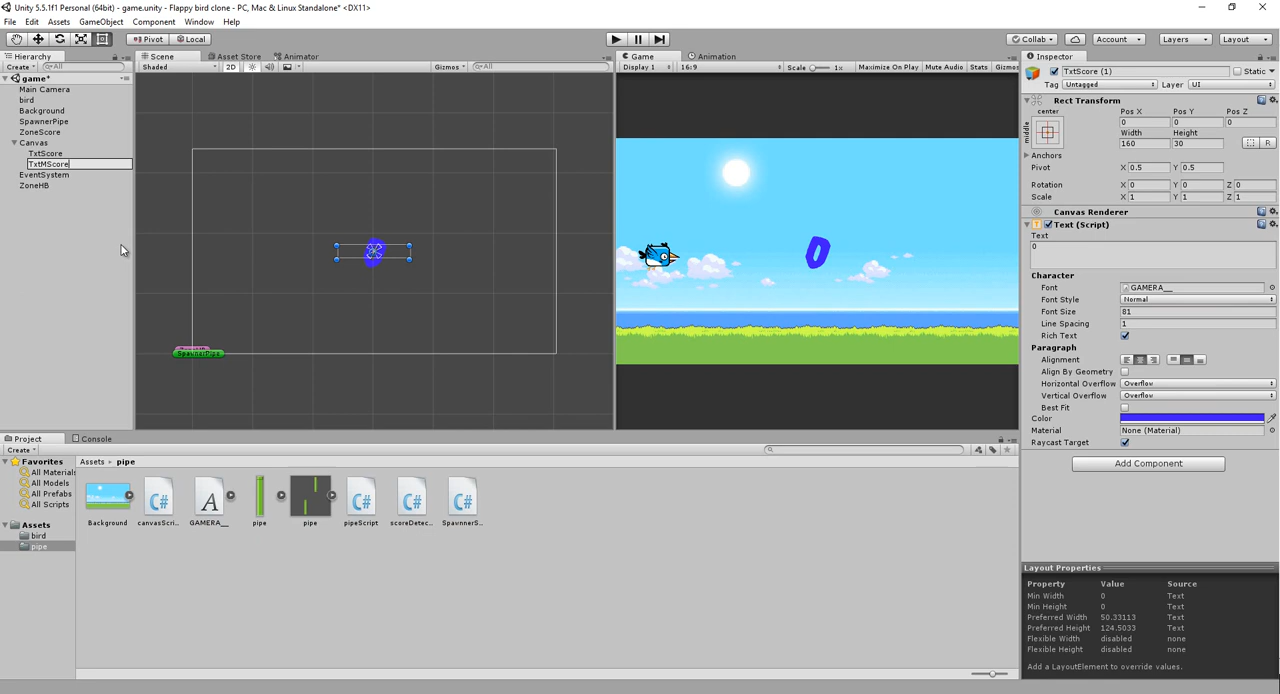 Unity 5.5.1f1 Personal (64bit) - game.unity - Flappy bird clone - PC, Mac & Linux Standalone* <DX11>
File Edit Assets GameObject Component Window Help
Pivot Local Collab Account Layers Layout
Hierarchy Scene Asset Store Animator Game Animation Inspector
Create All Shaded 2D Gizmos All Display 1 16:9 Scale 1x Maximize On Play Mute Audio Stats Gizmos
TxtScore (1) Static
Tag Untagged Layer UI
game*
Main Camera
bird
Background
SpawnerPipe
ZoneScore
Canvas
TxtScore
TxtMScore
EventSystem
ZoneHB
SpawnerPipe
0
Rect Transform
center Pos X Pos Y Pos Z
middle 0 0 0
Width Height
160 30 R
Anchors
Pivot X 0.5 Y 0.5
Rotation X 0 Y 0 Z 0
Scale X 1 Y 1 Z 1
Canvas Renderer
Text (Script)
Text
0
Character
Font GAMERA__
Font Style Normal
Font Size 81
Line Spacing 1
Rich Text
Paragraph
Alignment
Align By Geometry
Horizontal Overflow Overflow
Vertical Overflow Overflow
Best Fit
Color
Material None (Material)
Raycast Target
Add Component
Project Console
Create
Favorites
All Materials
All Models
All Prefabs
All Scripts
Assets
bird
pipe
Assets pipe
C# A C# C# C#
Background canvasScri... GAMERA__ pipe pipe pipeScript scoreDetec... SpawnnerS...
Layout Properties
Property Value Source
Min Width 0 Text
Min Height 0 Text
Preferred Width 50.33113 Text
Preferred Height 124.5033 Text
Flexible Width disabled none
Flexible Height disabled none
Add a LayoutElement to override values.